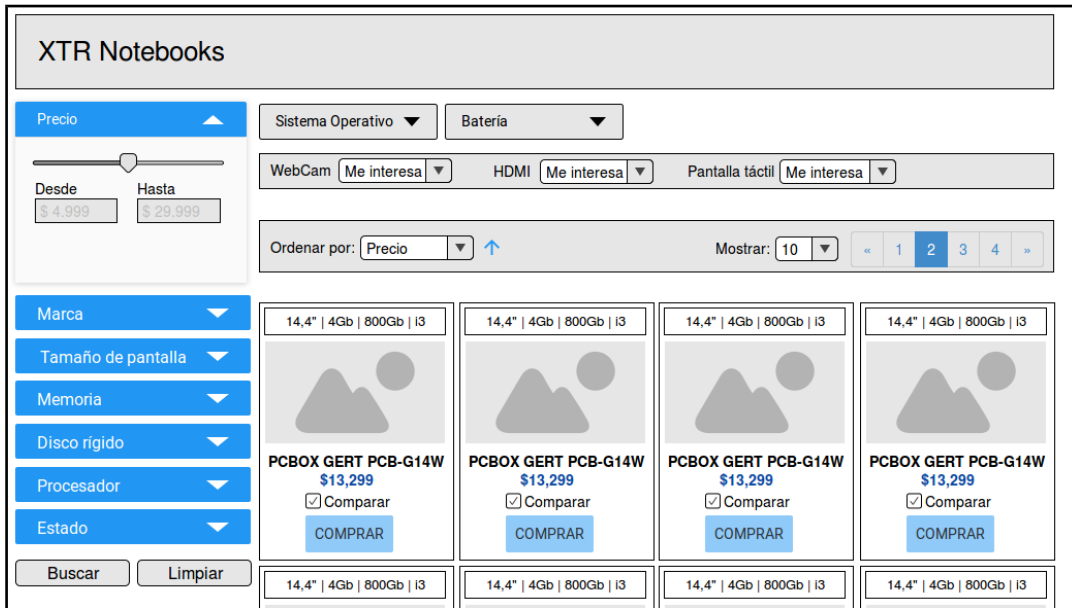 XTR Notebooks
Precio
Desde Hasta
$ 4.999 $ 29.999
Marca
Tamaño de pantalla
Memoria
Disco rígido
Procesador
Estado
Buscar Limpiar
Sistema Operativo Batería
WebCam Me interesa HDMI Me interesa Pantalla táctil Me interesa
Ordenar por: Precio Mostrar: 10 « 1 2 3 4 »
14,4" | 4Gb | 800Gb | i3 14,4" | 4Gb | 800Gb | i3 14,4" | 4Gb | 800Gb | i3 14,4" | 4Gb | 800Gb | i3
PCBOX GERT PCB-G14W PCBOX GERT PCB-G14W PCBOX GERT PCB-G14W PCBOX GERT PCB-G14W
$13,299 $13,299 $13,299 $13,299
Comparar Comparar Comparar Comparar
COMPRAR COMPRAR COMPRAR COMPRAR
14,4" | 4Gb | 800Gb | i3 14,4" | 4Gb | 800Gb | i3 14,4" | 4Gb | 800Gb | i3 14,4" | 4Gb | 800Gb | i3